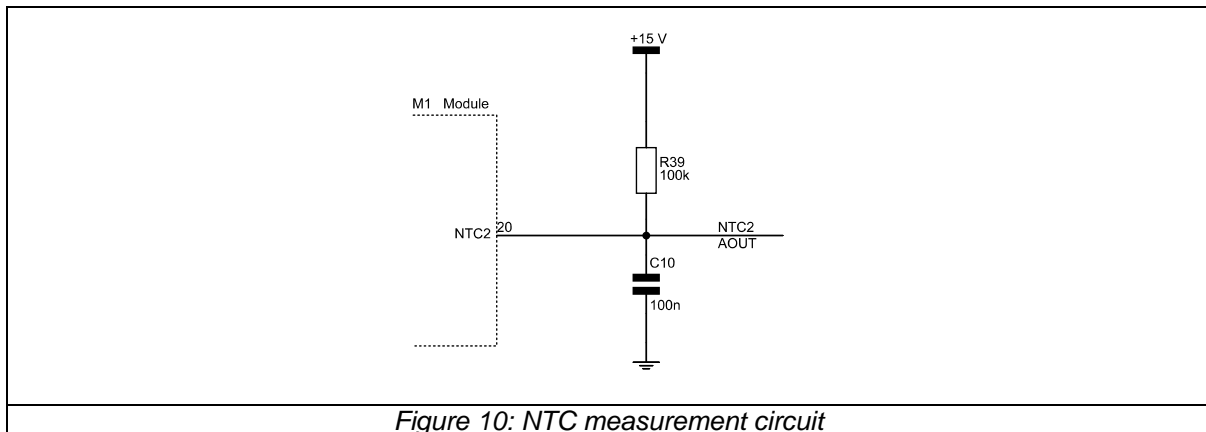 +15 V
M1 Module
R39
100k
NTC2 20
NTC2
AOUT
C10
100n
Figure 10: NTC measurement circuit